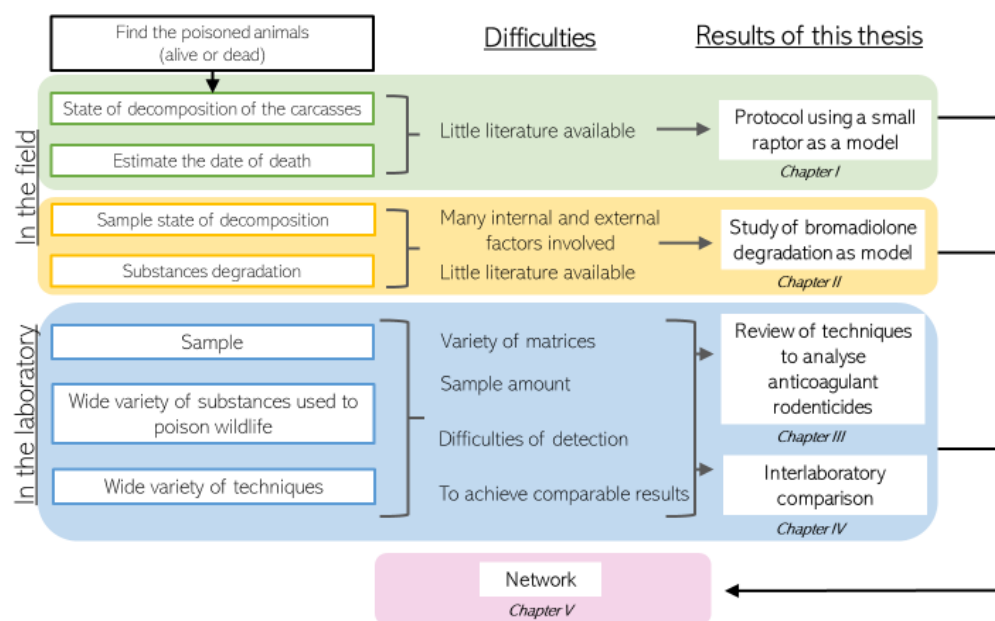 Find the poisoned animals
(alive or dead)
Difficulties
Results of this thesis
In the field
State of decomposition of the carcasses
Estimate the date of death
Little literature available
Protocol using a small
raptor as a model
Chapter I
Sample state of decomposition
Substances degradation
Many internal and external
factors involved
Little literature available
Study of bromadiolone
degradation as model
Chapter II
In the laboratory
Sample
Wide variety of substances used to
poison wildlife
Wide variety of techniques
Variety of matrices
Sample amount
Difficulties of detection
To achieve comparable results
Review of techniques
to analyse
anticoagulant
rodenticides
Chapter III
Interlaboratory
comparison
Chapter IV
Network
Chapter V